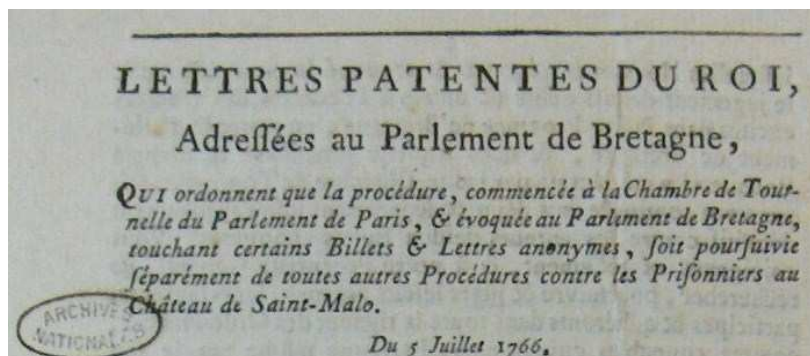 LETTRES PATENTES DU ROI,
Adreſſées au Parlement de Bretagne,
QUI ordonnent que la procédure, commencée à la Chambre de Tour-
nelle du Parlement de Paris, & évoquée au Parlement de Bretagne,
touchant certains Billets & Lettres anonymes, ſoit pourſuivie
ſéparément de toutes autres Procédures contre les Priſonniers au
Château de Saint-Malo.
ARCHIVES
NATIONALES
Du 5 Juillet 1766,